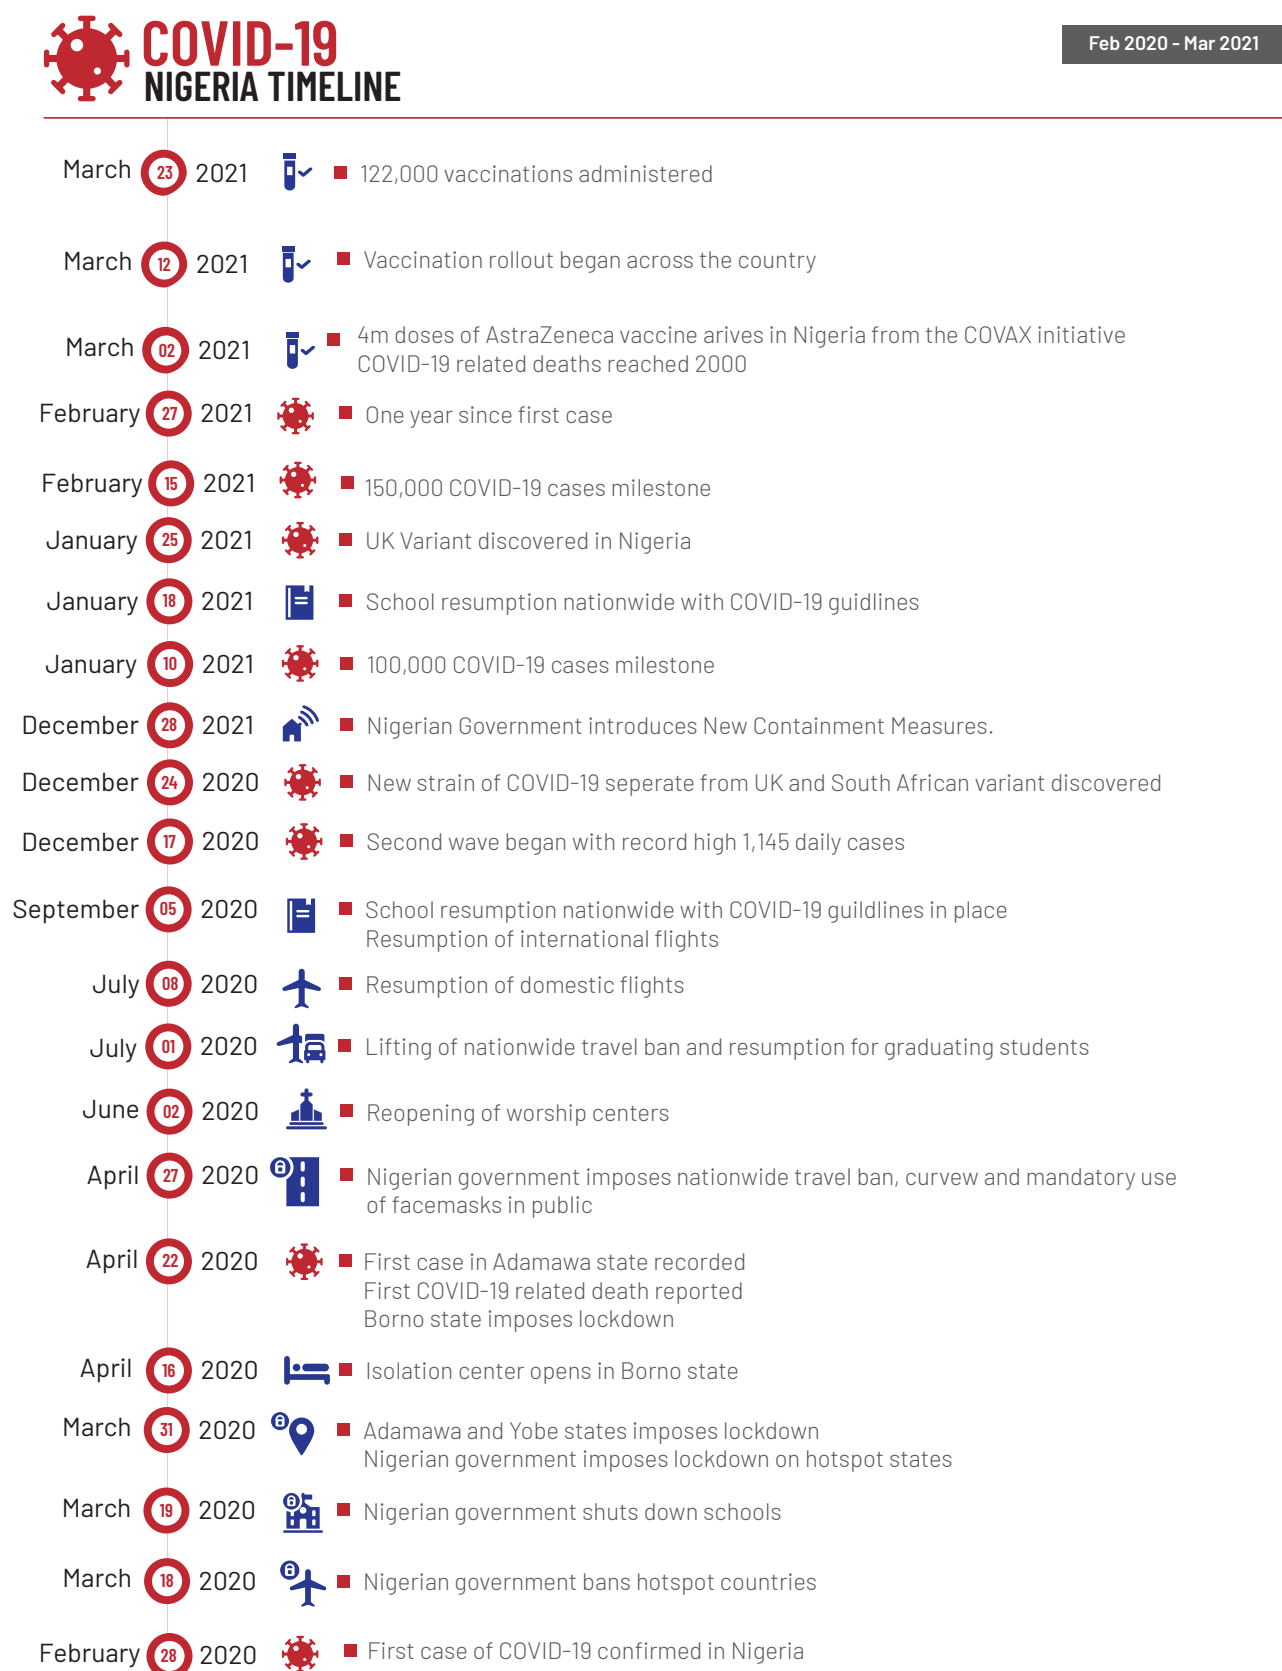 COVID-19
NIGERIA TIMELINE
Feb 2020 - Mar 2021
March 23 2021 122,000 vaccinations administered
March 12 2021 Vaccination rollout began across the country
March 02 2021 4m doses of AstraZeneca vaccine arives in Nigeria from the COVAX initiative
COVID-19 related deaths reached 2000
February 27 2021 One year since first case
February 15 2021 150,000 COVID-19 cases milestone
January 25 2021 UK Variant discovered in Nigeria
January 18 2021 School resumption nationwide with COVID-19 guidlines
January 10 2021 100,000 COVID-19 cases milestone
December 28 2021 Nigerian Government introduces New Containment Measures.
December 24 2020 New strain of COVID-19 seperate from UK and South African variant discovered
December 17 2020 Second wave began with record high 1,145 daily cases
September 05 2020 School resumption nationwide with COVID-19 guildlines in place
Resumption of international flights
July 08 2020 Resumption of domestic flights
July 01 2020 Lifting of nationwide travel ban and resumption for graduating students
June 02 2020 Reopening of worship centers
April 27 2020 Nigerian government imposes nationwide travel ban, curvew and mandatory use
of facemasks in public
April 22 2020 First case in Adamawa state recorded
First COVID-19 related death reported
Borno state imposes lockdown
April 16 2020 Isolation center opens in Borno state
March 31 2020 Adamawa and Yobe states imposes lockdown
Nigerian government imposes lockdown on hotspot states
March 19 2020 Nigerian government shuts down schools
March 18 2020 Nigerian government bans hotspot countries
February 28 2020 First case of COVID-19 confirmed in Nigeria